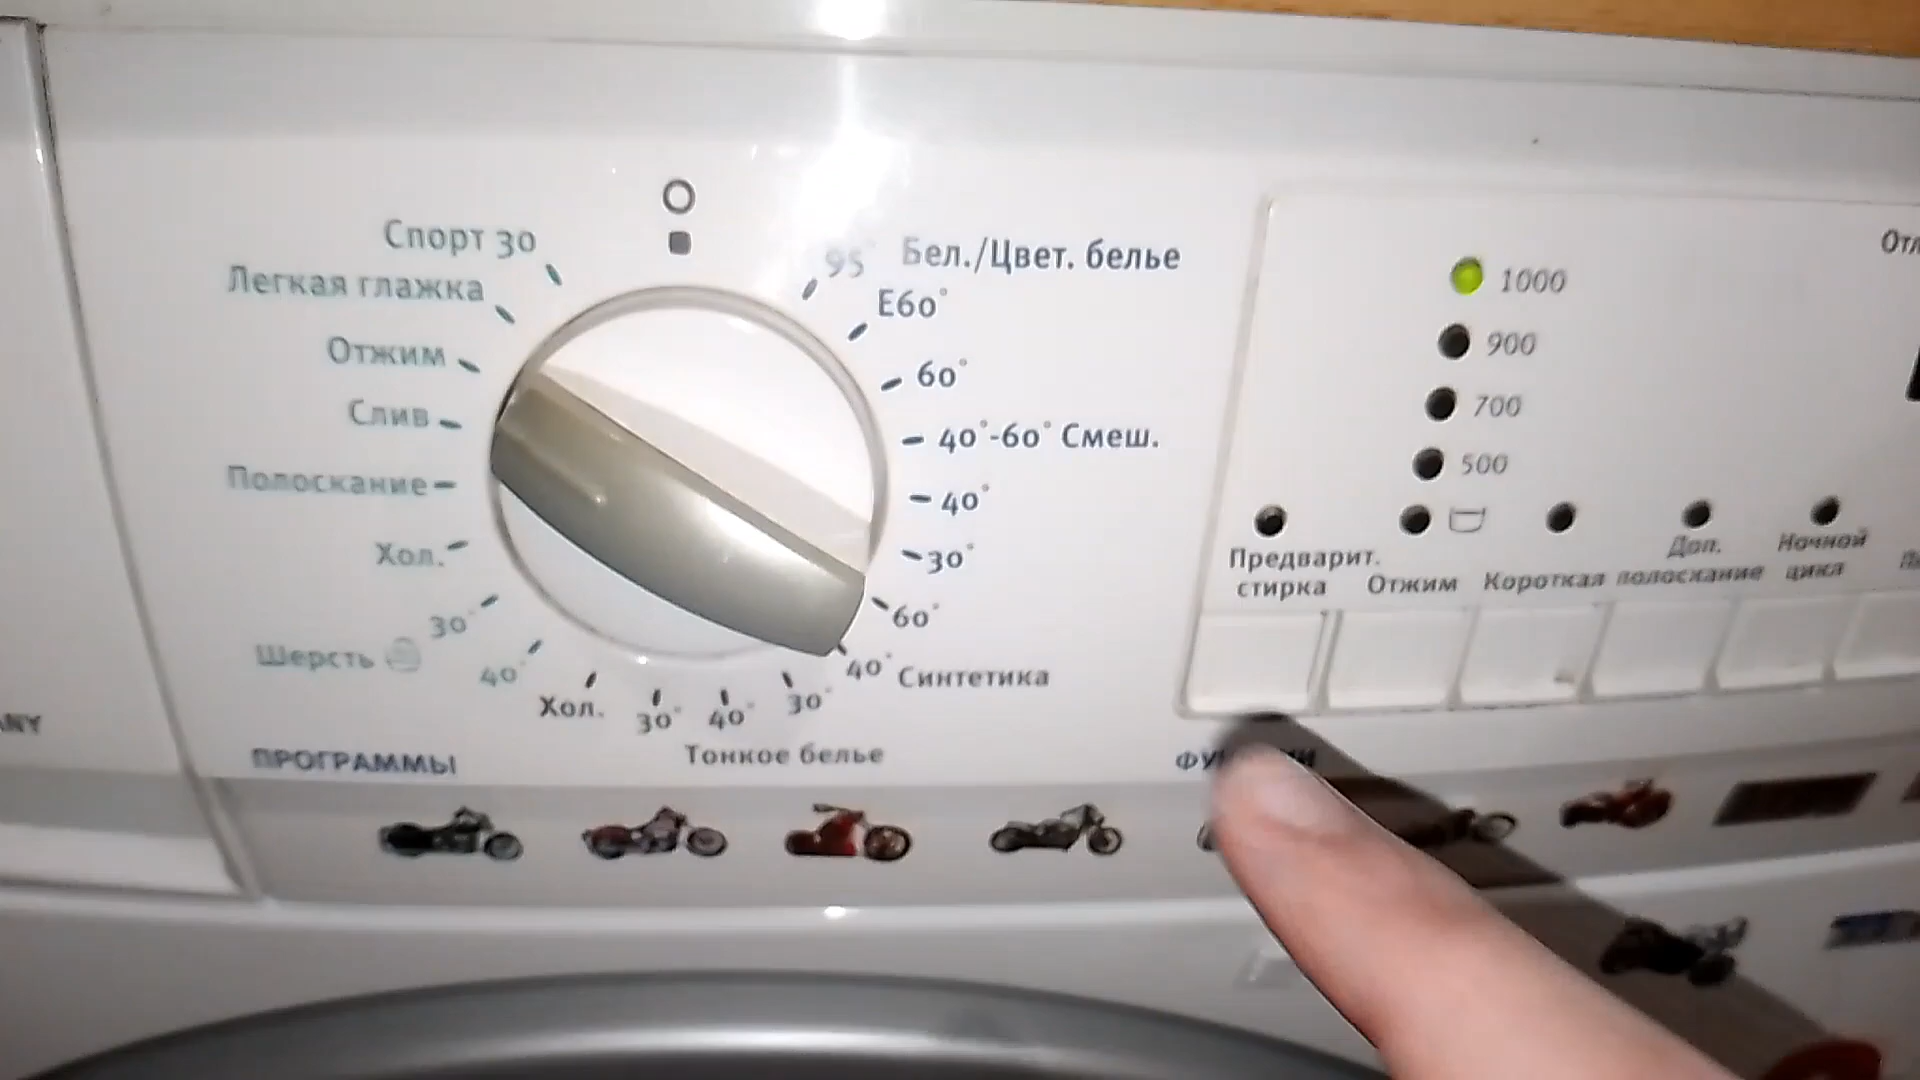 Спорт 30
Легкая глажка
Отжим
Слив
Полоскание
Хол.
30°
Шерсть
40°
Хол.
30°
40°
30°
Тонкое белье
95° Бел./Цвет. белье
E60°
60°
40°-60° Смеш.
40°
30°
60°
40° Синтетика
ПРОГРАММЫ
1000
900
700
500
Предварит.
стирка
Отжим
Короткая
Доп.
полоскание
Ночной
цикл